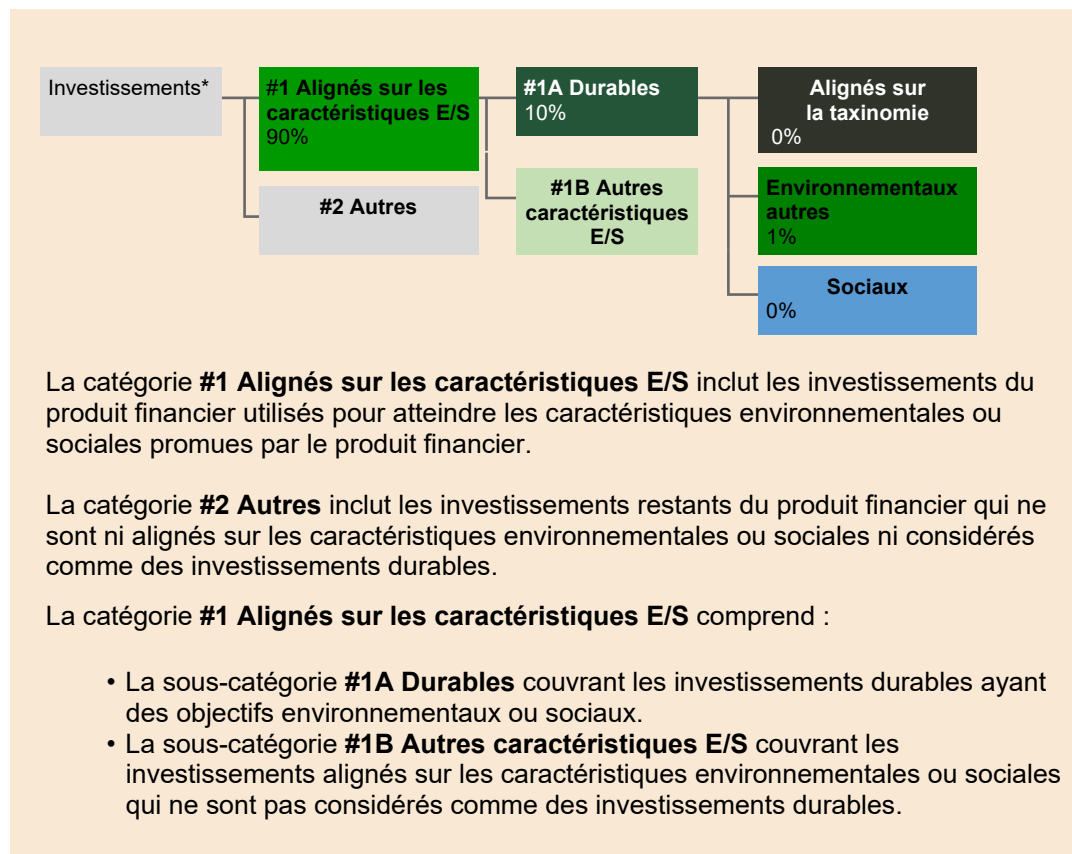 Investissements*
#1 Alignés sur les
caractéristiques E/S
90%
#2 Autres
#1A Durables
10%
#1B Autres
caractéristiques
E/S
Alignés sur
la taxinomie
0%
Environnementaux
autres
1%
Sociaux
0%
La catégorie #1 Alignés sur les caractéristiques E/S inclut les investissements du
produit financier utilisés pour atteindre les caractéristiques environnementales ou
sociales promues par le produit financier.
La catégorie #2 Autres inclut les investissements restants du produit financier qui ne
sont ni alignés sur les caractéristiques environnementales ou sociales ni considérés
comme des investissements durables.
La catégorie #1 Alignés sur les caractéristiques E/S comprend :
• La sous-catégorie #1A Durables couvrant les investissements durables ayant
des objectifs environnementaux ou sociaux.
• La sous-catégorie #1B Autres caractéristiques E/S couvrant les
investissements alignés sur les caractéristiques environnementales ou sociales
qui ne sont pas considérés comme des investissements durables.